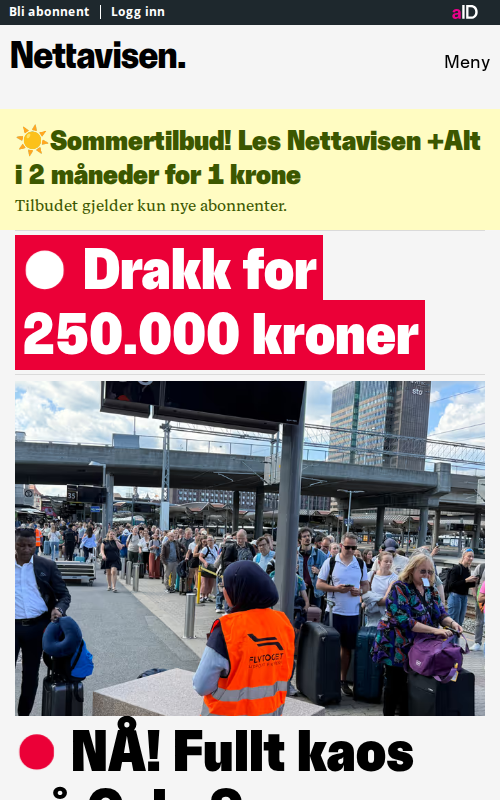 Bli abonnent | Logg inn
aID
Nettavisen.
Meny
☀️Sommertilbud! Les Nettavisen +Alt
i 2 måneder for 1 krone
Tilbudet gjelder kun nye abonnenter.
Drakk for
250.000 kroner
FLYTOGET
NÅ! Fullt kaos